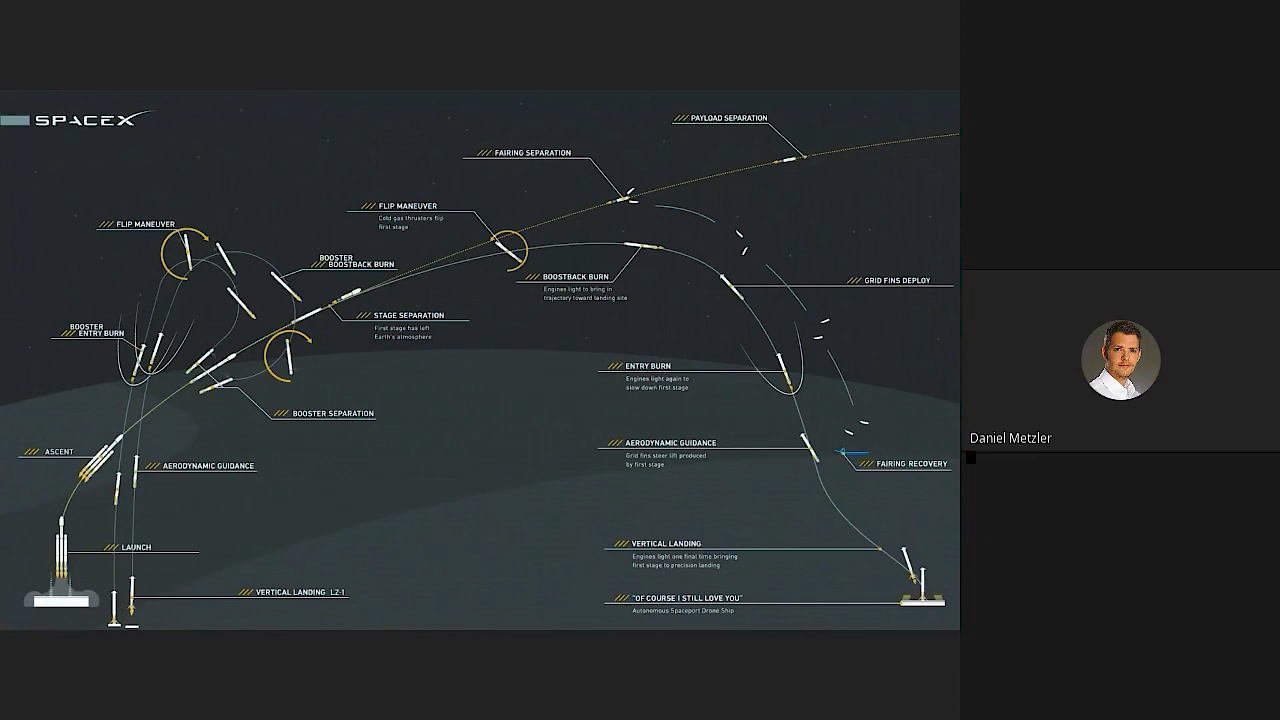 SPACEX
PAYLOAD SEPARATION
FAIRING SEPARATION
FLIP MANEUVER
Cold gas thrusters flip
first stage
FLIP MANEUVER
BOOSTER
BOOSTBACK BURN
BOOSTBACK BURN
Engines light to bring in
trajectory toward landing site
GRID FINS DEPLOY
STAGE SEPARATION
First stage has left
Earth's atmosphere
BOOSTER
ENTRY BURN
ENTRY BURN
Engines light again to
slow down first stage
BOOSTER SEPARATION
Daniel Metzler
ASCENT
AERODYNAMIC GUIDANCE
AERODYNAMIC GUIDANCE
Grid fins steer lift produced
by first stage
FAIRING RECOVERY
LAUNCH
VERTICAL LANDING
Engines light one final time bringing
first stage to precision landing
VERTICAL LANDING LZ-1
"OF COURSE I STILL LOVE YOU"
Autonomous Spaceport Drone Ship